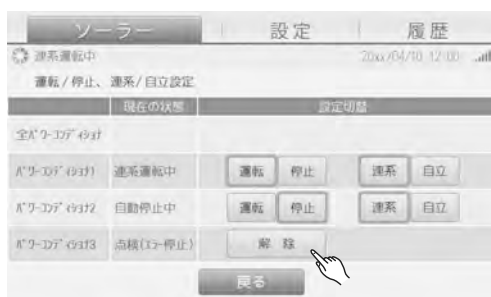 ソーラー 設定 履歴
連系運転中 20xx/04/10 12:00
運転/停止、連系/自立設定
現在の状態 設定切替
全ﾊﾟﾜｰｺﾝﾃﾞｨｼｮﾅ
ﾊﾟﾜｰｺﾝﾃﾞｨｼｮﾅ1 連系運転中 運転 停止 連系 自立
ﾊﾟﾜｰｺﾝﾃﾞｨｼｮﾅ2 自動停止中 運転 停止 連系 自立
ﾊﾟﾜｰｺﾝﾃﾞｨｼｮﾅ3 点検(ｴﾗｰ停止) 解 除
戻る